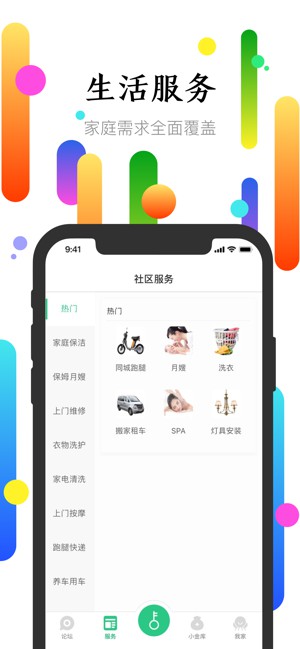 生活服务
家庭需求全面覆盖
9:41
社区服务
热门
家庭保洁
保姆月嫂
上门维修
衣物洗护
家电清洗
上门按摩
跑腿快递
养车用车
热门
同城跑腿
月嫂
洗衣
搬家租车
SPA
灯具安装
论坛
服务
小金库
我家